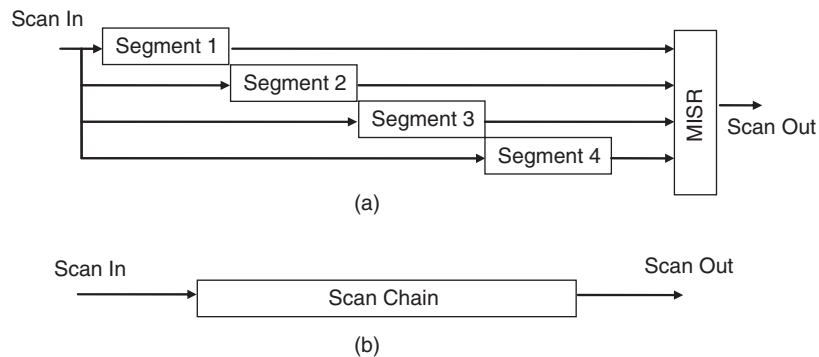 Scan In
Segment 1
Segment 2
Segment 3
Segment 4
MISR
Scan Out
(a)
Scan In
Scan Chain
Scan Out
(b)